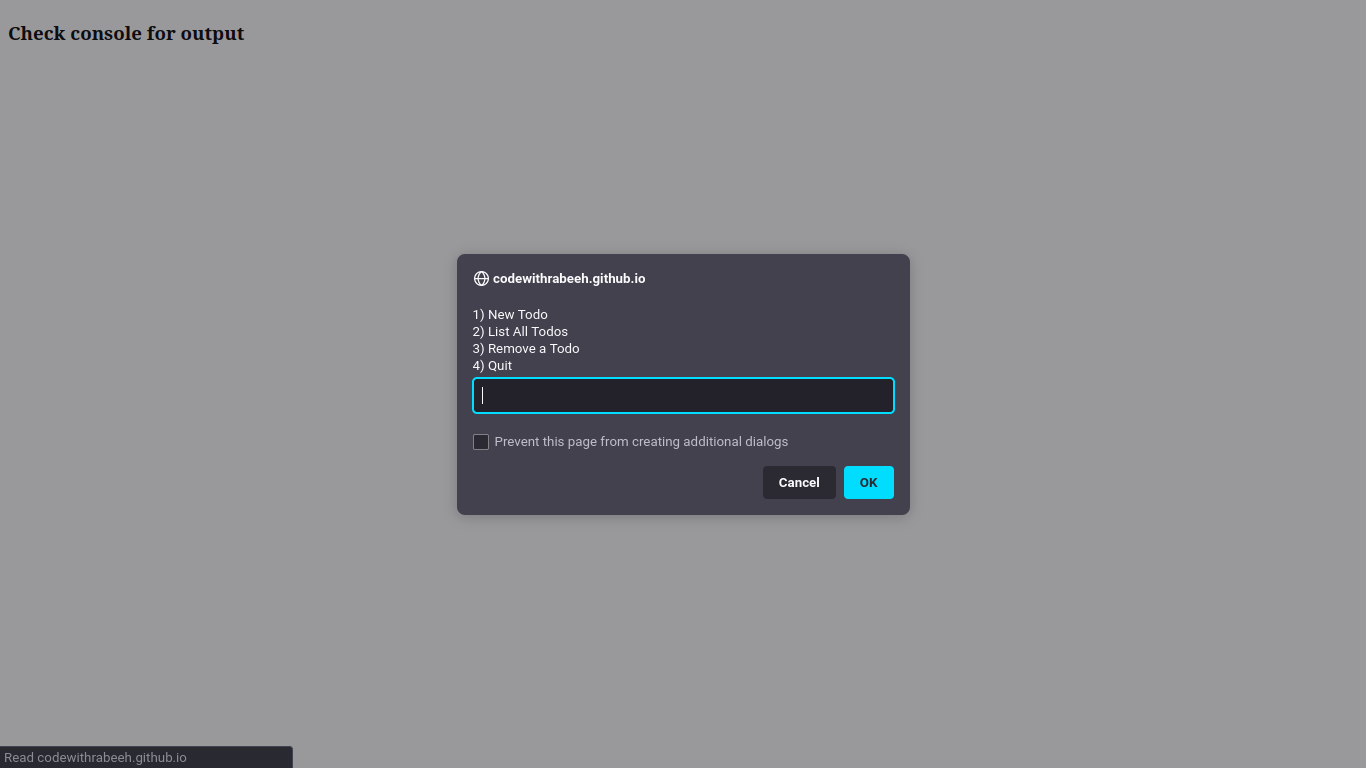 Check console for output
codewithrabeeh.github.io
1) New Todo
2) List All Todos
3) Remove a Todo
4) Quit
Prevent this page from creating additional dialogs
Cancel OK
Read codewithrabeeh.github.io